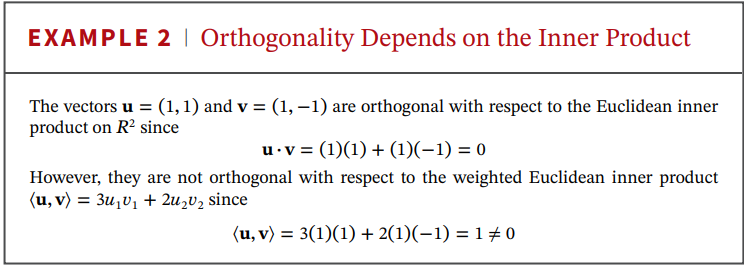 EXAMPLE 2 | Orthogonality Depends on the Inner Product
The vectors u = (1, 1) and v = (1, −1) are orthogonal with respect to the Euclidean inner
product on R² since
u · v = (1)(1) + (1)(−1) = 0
However, they are not orthogonal with respect to the weighted Euclidean inner product
⟨u, v⟩ = 3u₁v₁ + 2u₂v₂ since
⟨u, v⟩ = 3(1)(1) + 2(1)(−1) = 1 ≠ 0